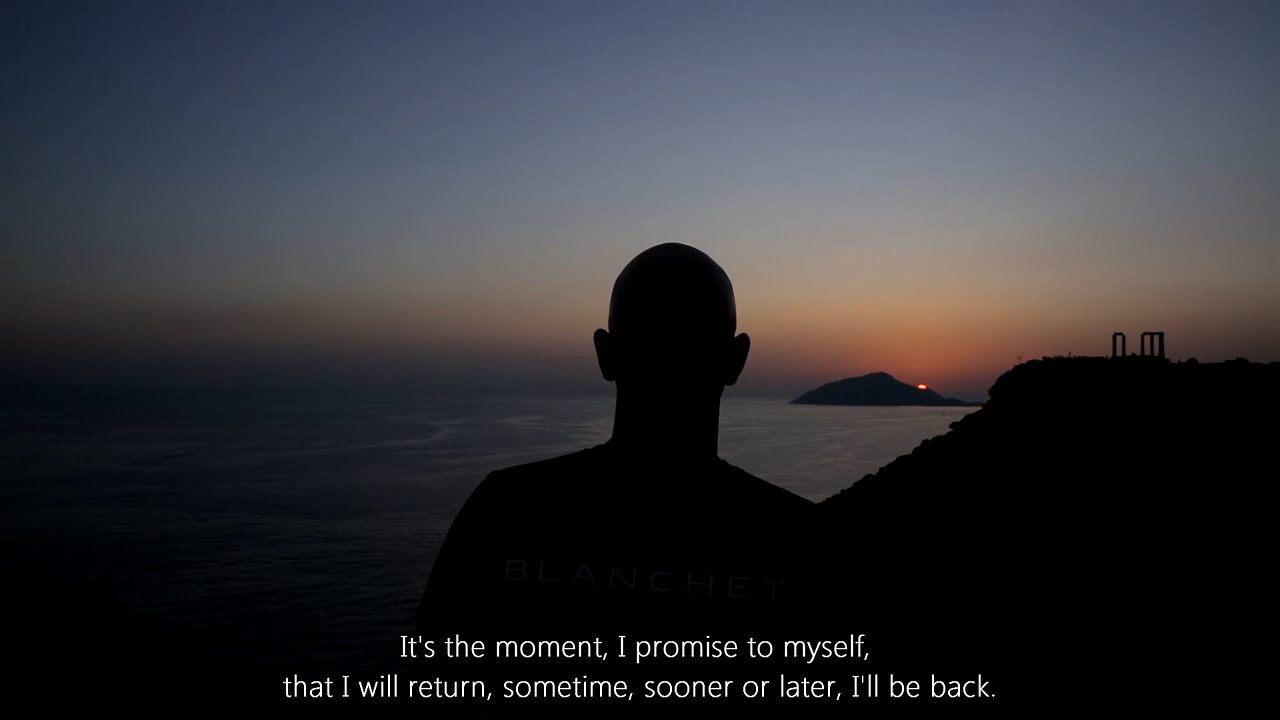 BLANCHET
It's the moment, I promise to myself,
that I will return, sometime, sooner or later, I'll be back.